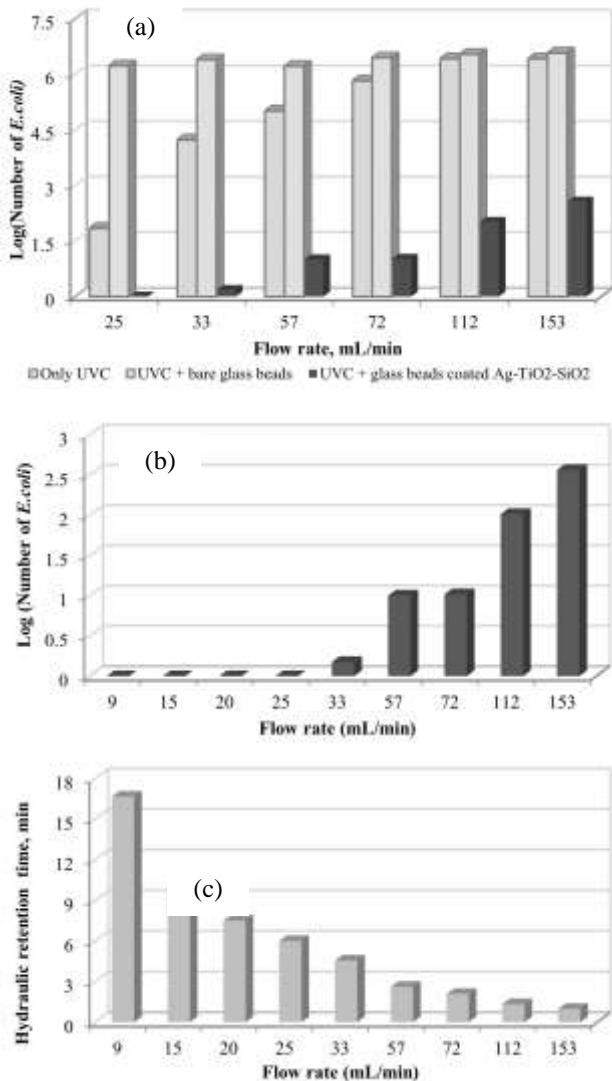 (a)
7.5
6
4.5
3
1.5
0
Log(Number of E.coli)
25 33 57 72 112 153
Flow rate, mL/min
Only UVC UVC + bare glass beads UVC + glass beads coated Ag-TiO2-SiO2
(b)
3
2.5
2
1.5
1
0.5
0
Log (Number of E.coli)
9 15 20 25 33 57 72 112 153
Flow rate (mL/min)
(c)
18
15
12
9
6
3
0
Hydraulic retention time, min
9 15 20 25 33 57 72 112 153
Flow rate (mL/min)